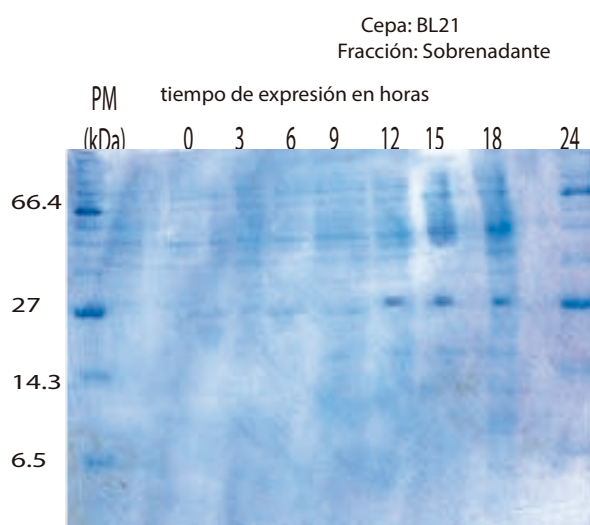 Cepa: BL21
Fracción: Sobrenadante
PM tiempo de expresión en horas
(kDa) 0 3 6 9 12 15 18 24
66.4
27
14.3
6.5